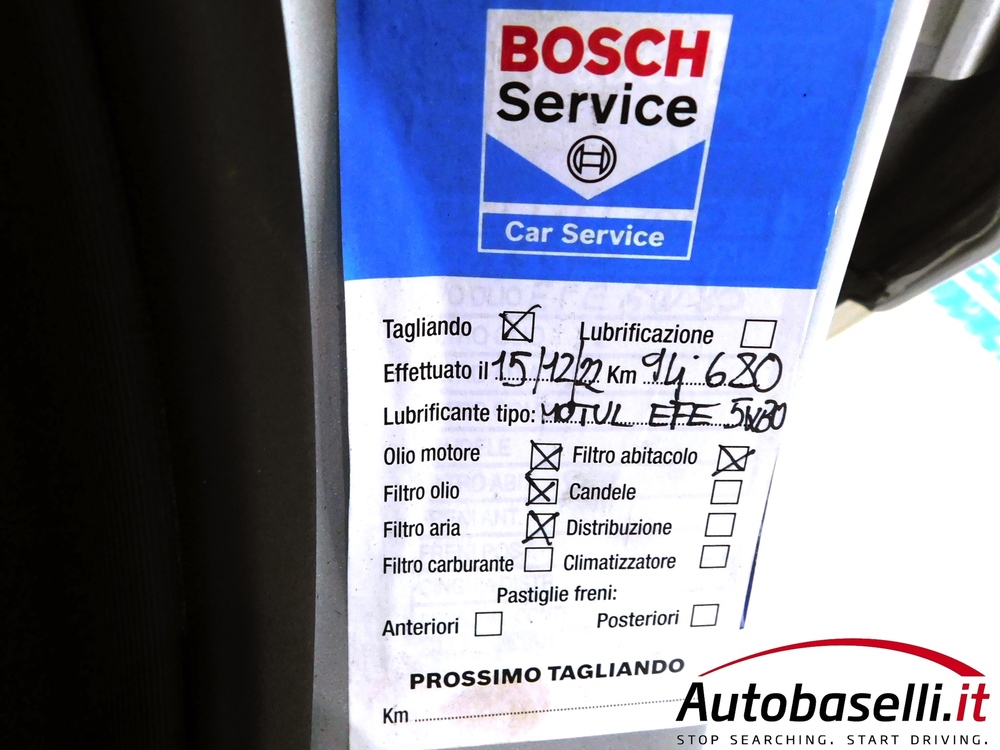 BOSCH
Service
Car Service
Tagliando Lubrificazione
Effettuato il 15/12/22 Km 94680
Lubrificante tipo: MOTUL EFE 5W30
Olio motore Filtro abitacolo
Filtro olio Candele
Filtro aria Distribuzione
Filtro carburante Climatizzatore
Pastiglie freni:
Anteriori Posteriori
PROSSIMO TAGLIANDO
Km
Autobaselli.it
STOP SEARCHING. START DRIVING.